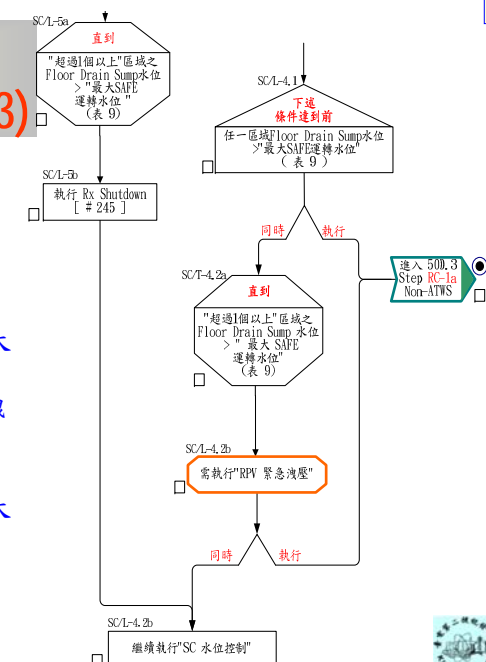 3)
SC/L-5a
直到
"超過1個以上"區域之
Floor Drain Sump水位
> "最大SAFE
運轉水位 "
(表 9)
SC/L-5b
執行 Rx Shutdown
[ # 245 ]
SC/L-4.1
下述
條件達到前
任一區域Floor Drain Sump水位
>"最大SAFE運轉水位"
( 表 9 )
同時
執行
進入 500.3
Step RC-1a
Non-ATWS
SC/T-4.2a
直到
"超過1個以上"區域之
Floor Drain Sump 水位
> " 最大 SAFE
運轉水位"
(表 9)
SC/L-4.2b
需執行"RPV 緊急洩壓"
同時
執行
SC/L-4.2b
繼續執行"SC 水位控制"